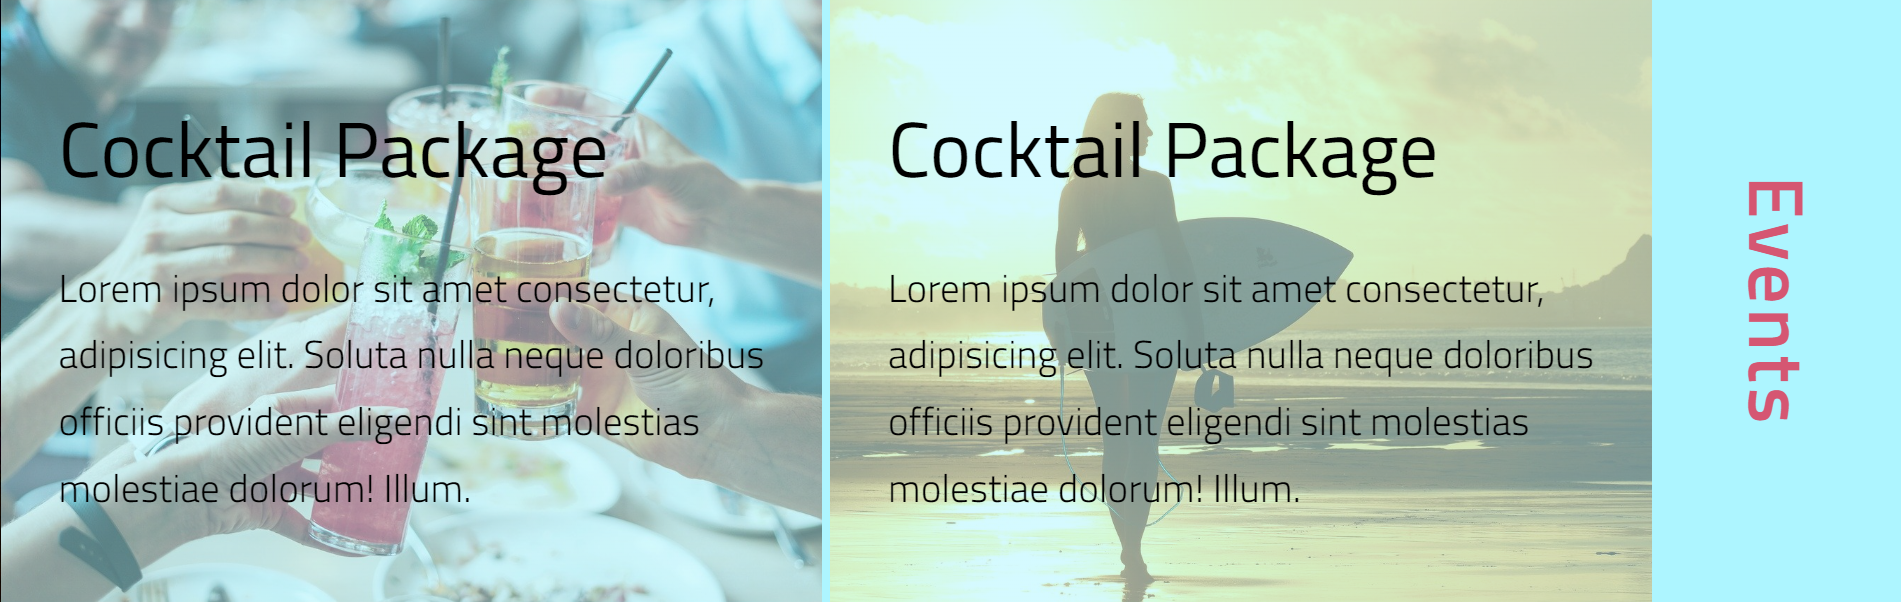 Cocktail Package
Lorem ipsum dolor sit amet consectetur,
adipisicing elit. Soluta nulla neque doloribus
officiis provident eligendi sint molestias
molestiae dolorum! Illum.
Cocktail Package
Lorem ipsum dolor sit amet consectetur,
adipisicing elit. Soluta nulla neque doloribus
officiis provident eligendi sint molestias
molestiae dolorum! Illum.
Events